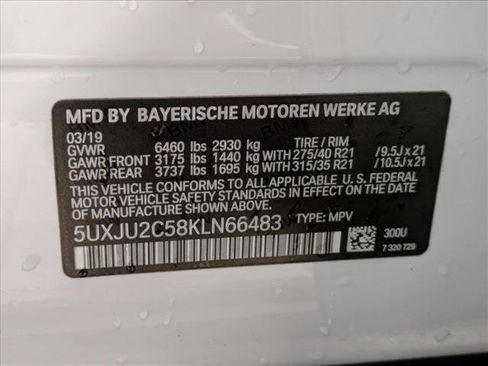 MFD BY BAYERISCHE MOTOREN WERKE AG
03/19
GVWR 6460 lbs 2930 kg TIRE / RIM
GAWR FRONT 3175 lbs 1440 kg WITH 275/40 R21 / 9.5J x 21
GAWR REAR 3737 lbs 1695 kg WITH 315/35 R21 / 10.5J x 21
THIS VEHICLE CONFORMS TO ALL APPLICABLE U.S. FEDERAL
MOTOR VEHICLE SAFETY STANDARDS IN EFFECT ON THE
DATE OF MANUFACTURE SHOWN ABOVE.
5UXJU2C58KLN66483 TYPE: MPV
300U
7 320 729